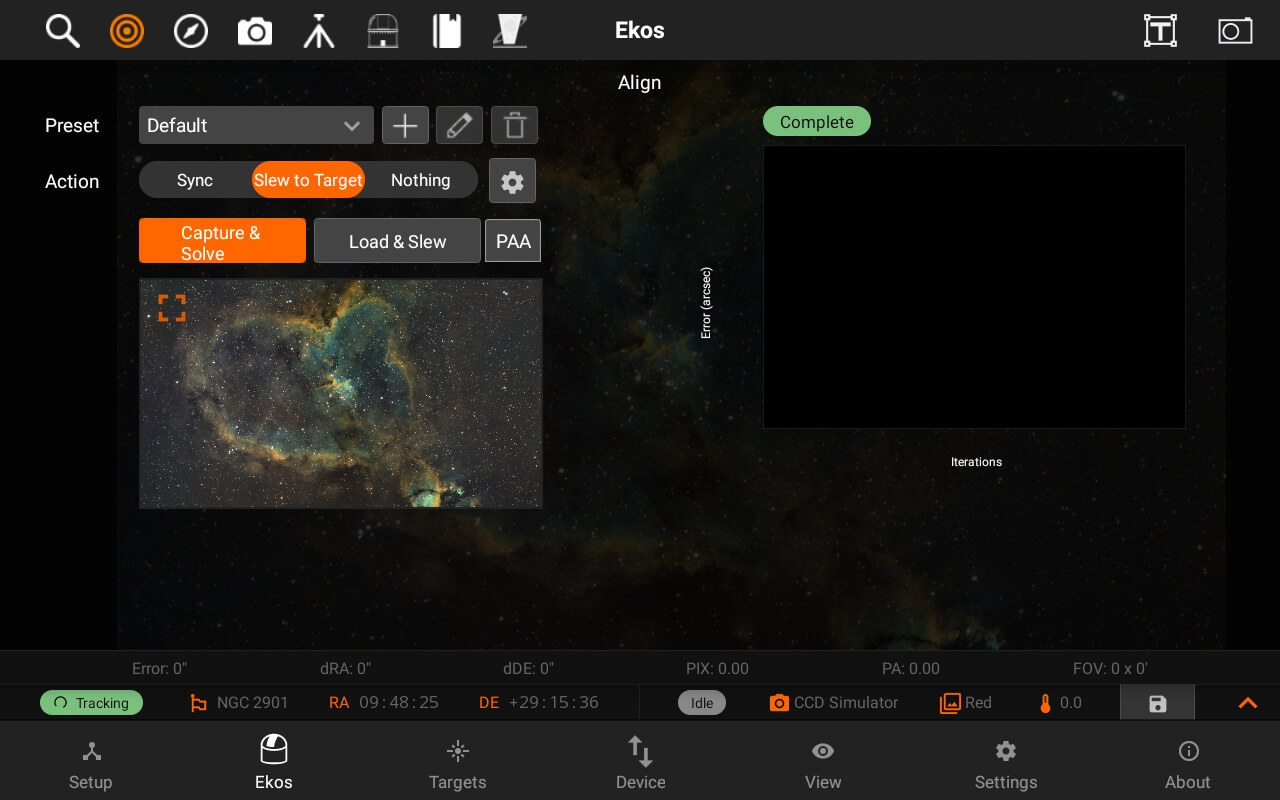 Ekos
Align
Preset
Default
Complete
Action
Sync
Slew to Target
Nothing
Capture &
Solve
Load & Slew
PAA
Error (arcsec)
Iterations
Error: 0"
dRA: 0"
dDE: 0"
PIX: 0.00
PA: 0.00
FOV: 0 x 0'
Tracking
NGC 2901
RA 09:48:25
DE +29:15:36
Idle
CCD Simulator
Red
0.0
Setup
Ekos
Targets
Device
View
Settings
About